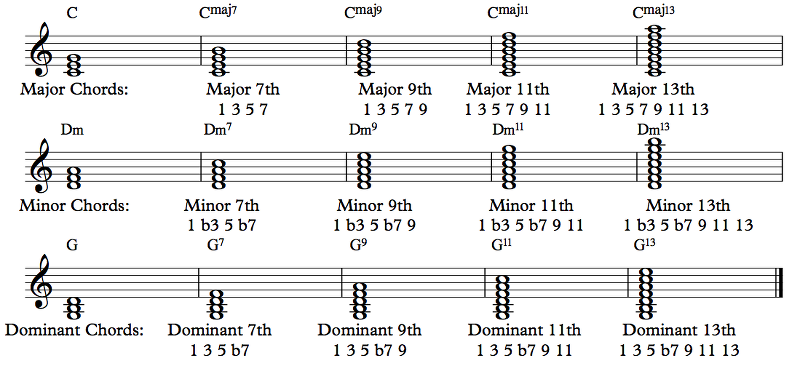 C Cmaj7 Cmaj9 Cmaj11 Cmaj13
Major Chords: Major 7th Major 9th Major 11th Major 13th
1 3 5 7 1 3 5 7 9 1 3 5 7 9 11 1 3 5 7 9 11 13
Dm Dm7 Dm9 Dm11 Dm13
Minor Chords: Minor 7th Minor 9th Minor 11th Minor 13th
1 b3 5 b7 1 b3 5 b7 9 1 b3 5 b7 9 11 1 b3 5 b7 9 11 13
G G7 G9 G11 G13
Dominant Chords: Dominant 7th Dominant 9th Dominant 11th Dominant 13th
1 3 5 b7 1 3 5 b7 9 1 3 5 b7 9 11 1 3 5 b7 9 11 13